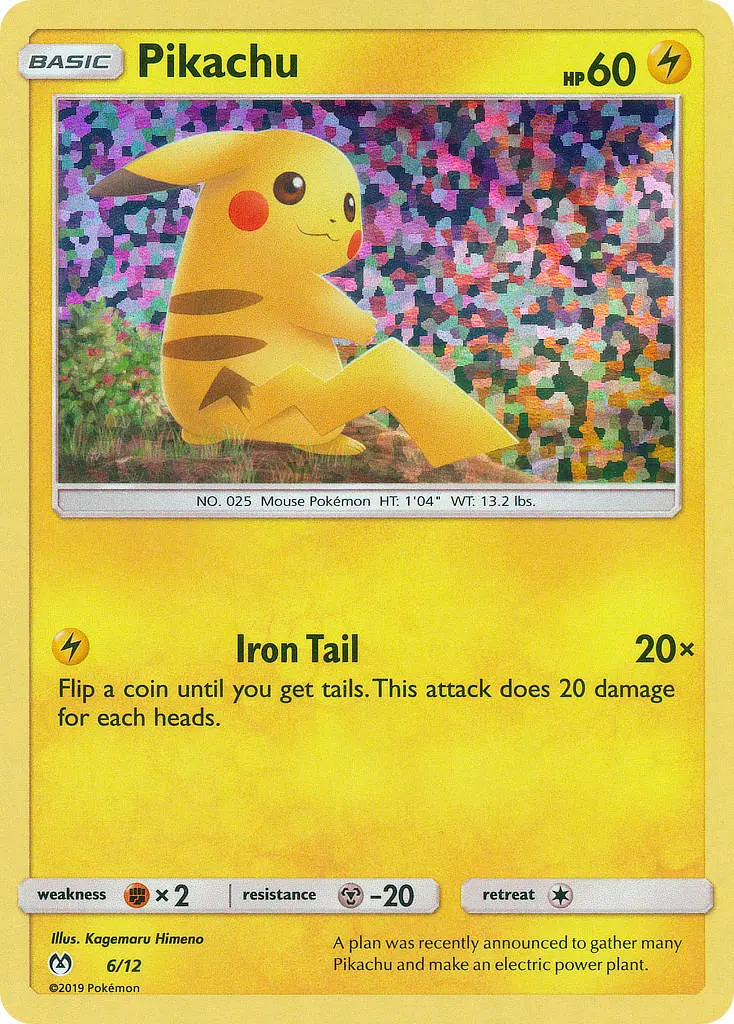 BASIC Pikachu HP60
NO. 025 Mouse Pokémon HT: 1'04" WT: 13.2 lbs.
Iron Tail 20×
Flip a coin until you get tails. This attack does 20 damage
for each heads.
weakness ×2 resistance -20 retreat
Illus. Kagemaru Himeno
6/12
©2019 Pokémon
A plan was recently announced to gather many
Pikachu and make an electric power plant.